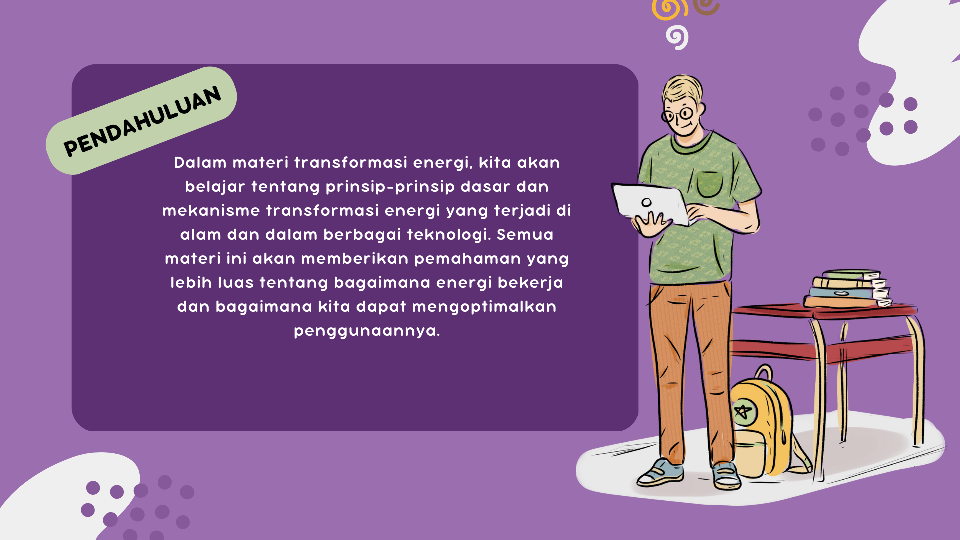 PENDAHULUAN
Dalam materi transformasi energi, kita akan
belajar tentang prinsip-prinsip dasar dan
mekanisme transformasi energi yang terjadi di
alam dan dalam berbagai teknologi. Semua
materi ini akan memberikan pemahaman yang
lebih luas tentang bagaimana energi bekerja
dan bagaimana kita dapat mengoptimalkan
penggunaannya.